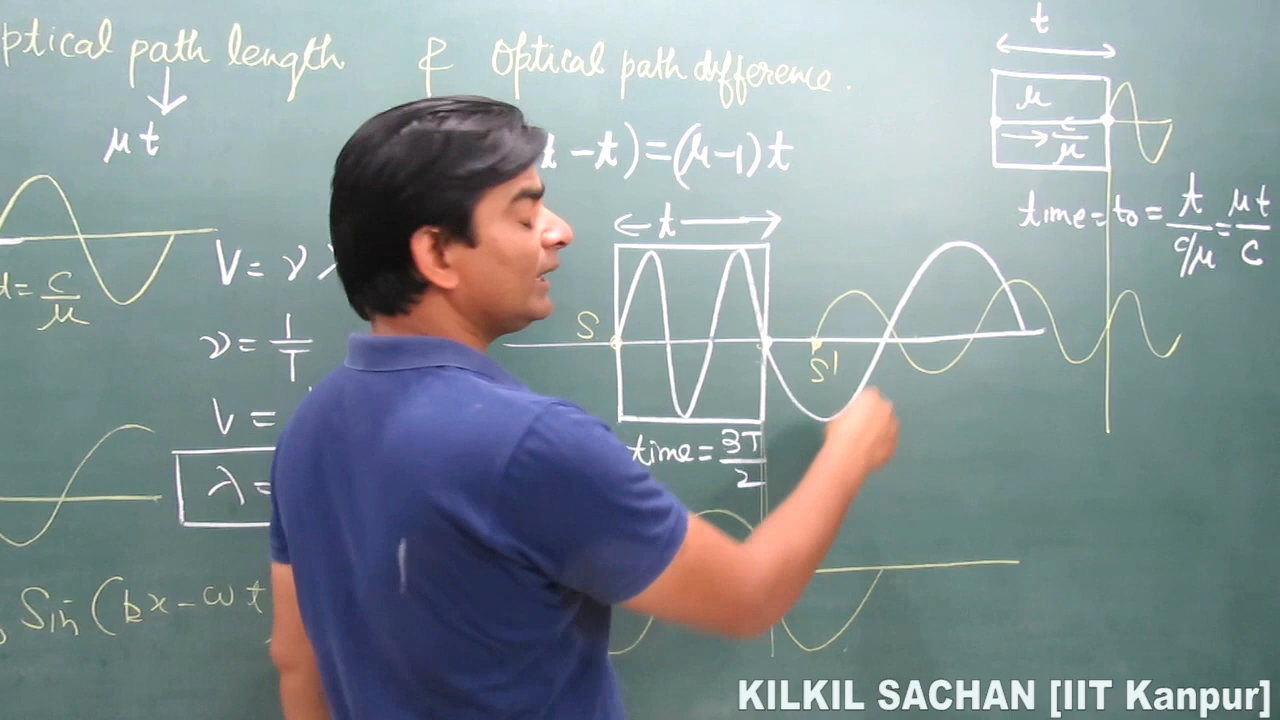 ptical path length & Optical path difference.
μt
t - t) = (μ-1)t
t
μ
c/μ
time = t₀ = t/(c/μ) = μt/c
t
= c/μ
V = ν
ν = 1/T
V =
λ =
S
S'
time = 3T/2
Sin (kx - ωt
KILKIL SACHAN [IIT Kanpur]